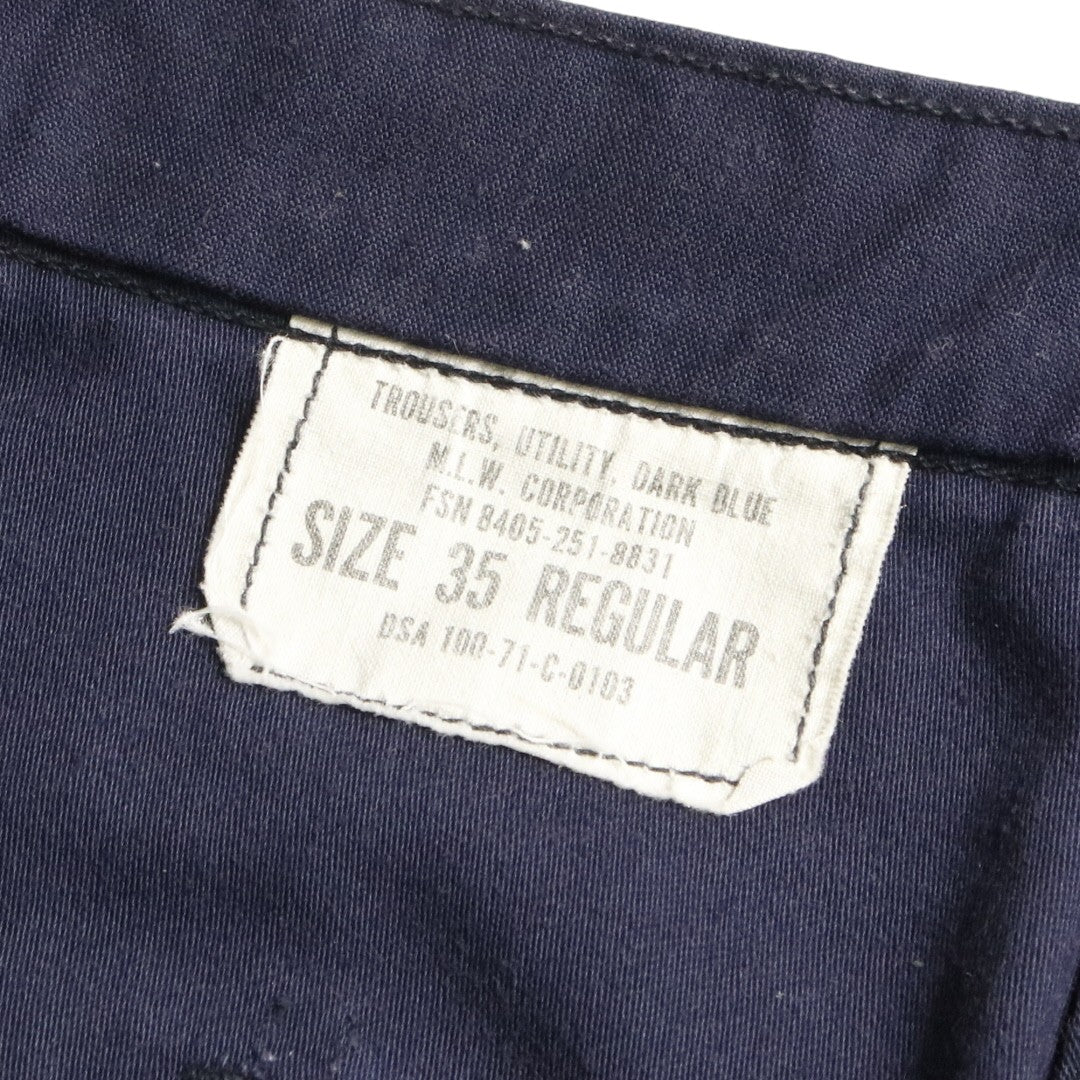 TROUSERS, UTILITY, DARK BLUE
M.L.W. CORPORATION
FSN 8405-251-8831
SIZE 35 REGULAR
DSA 100-71-C-0103